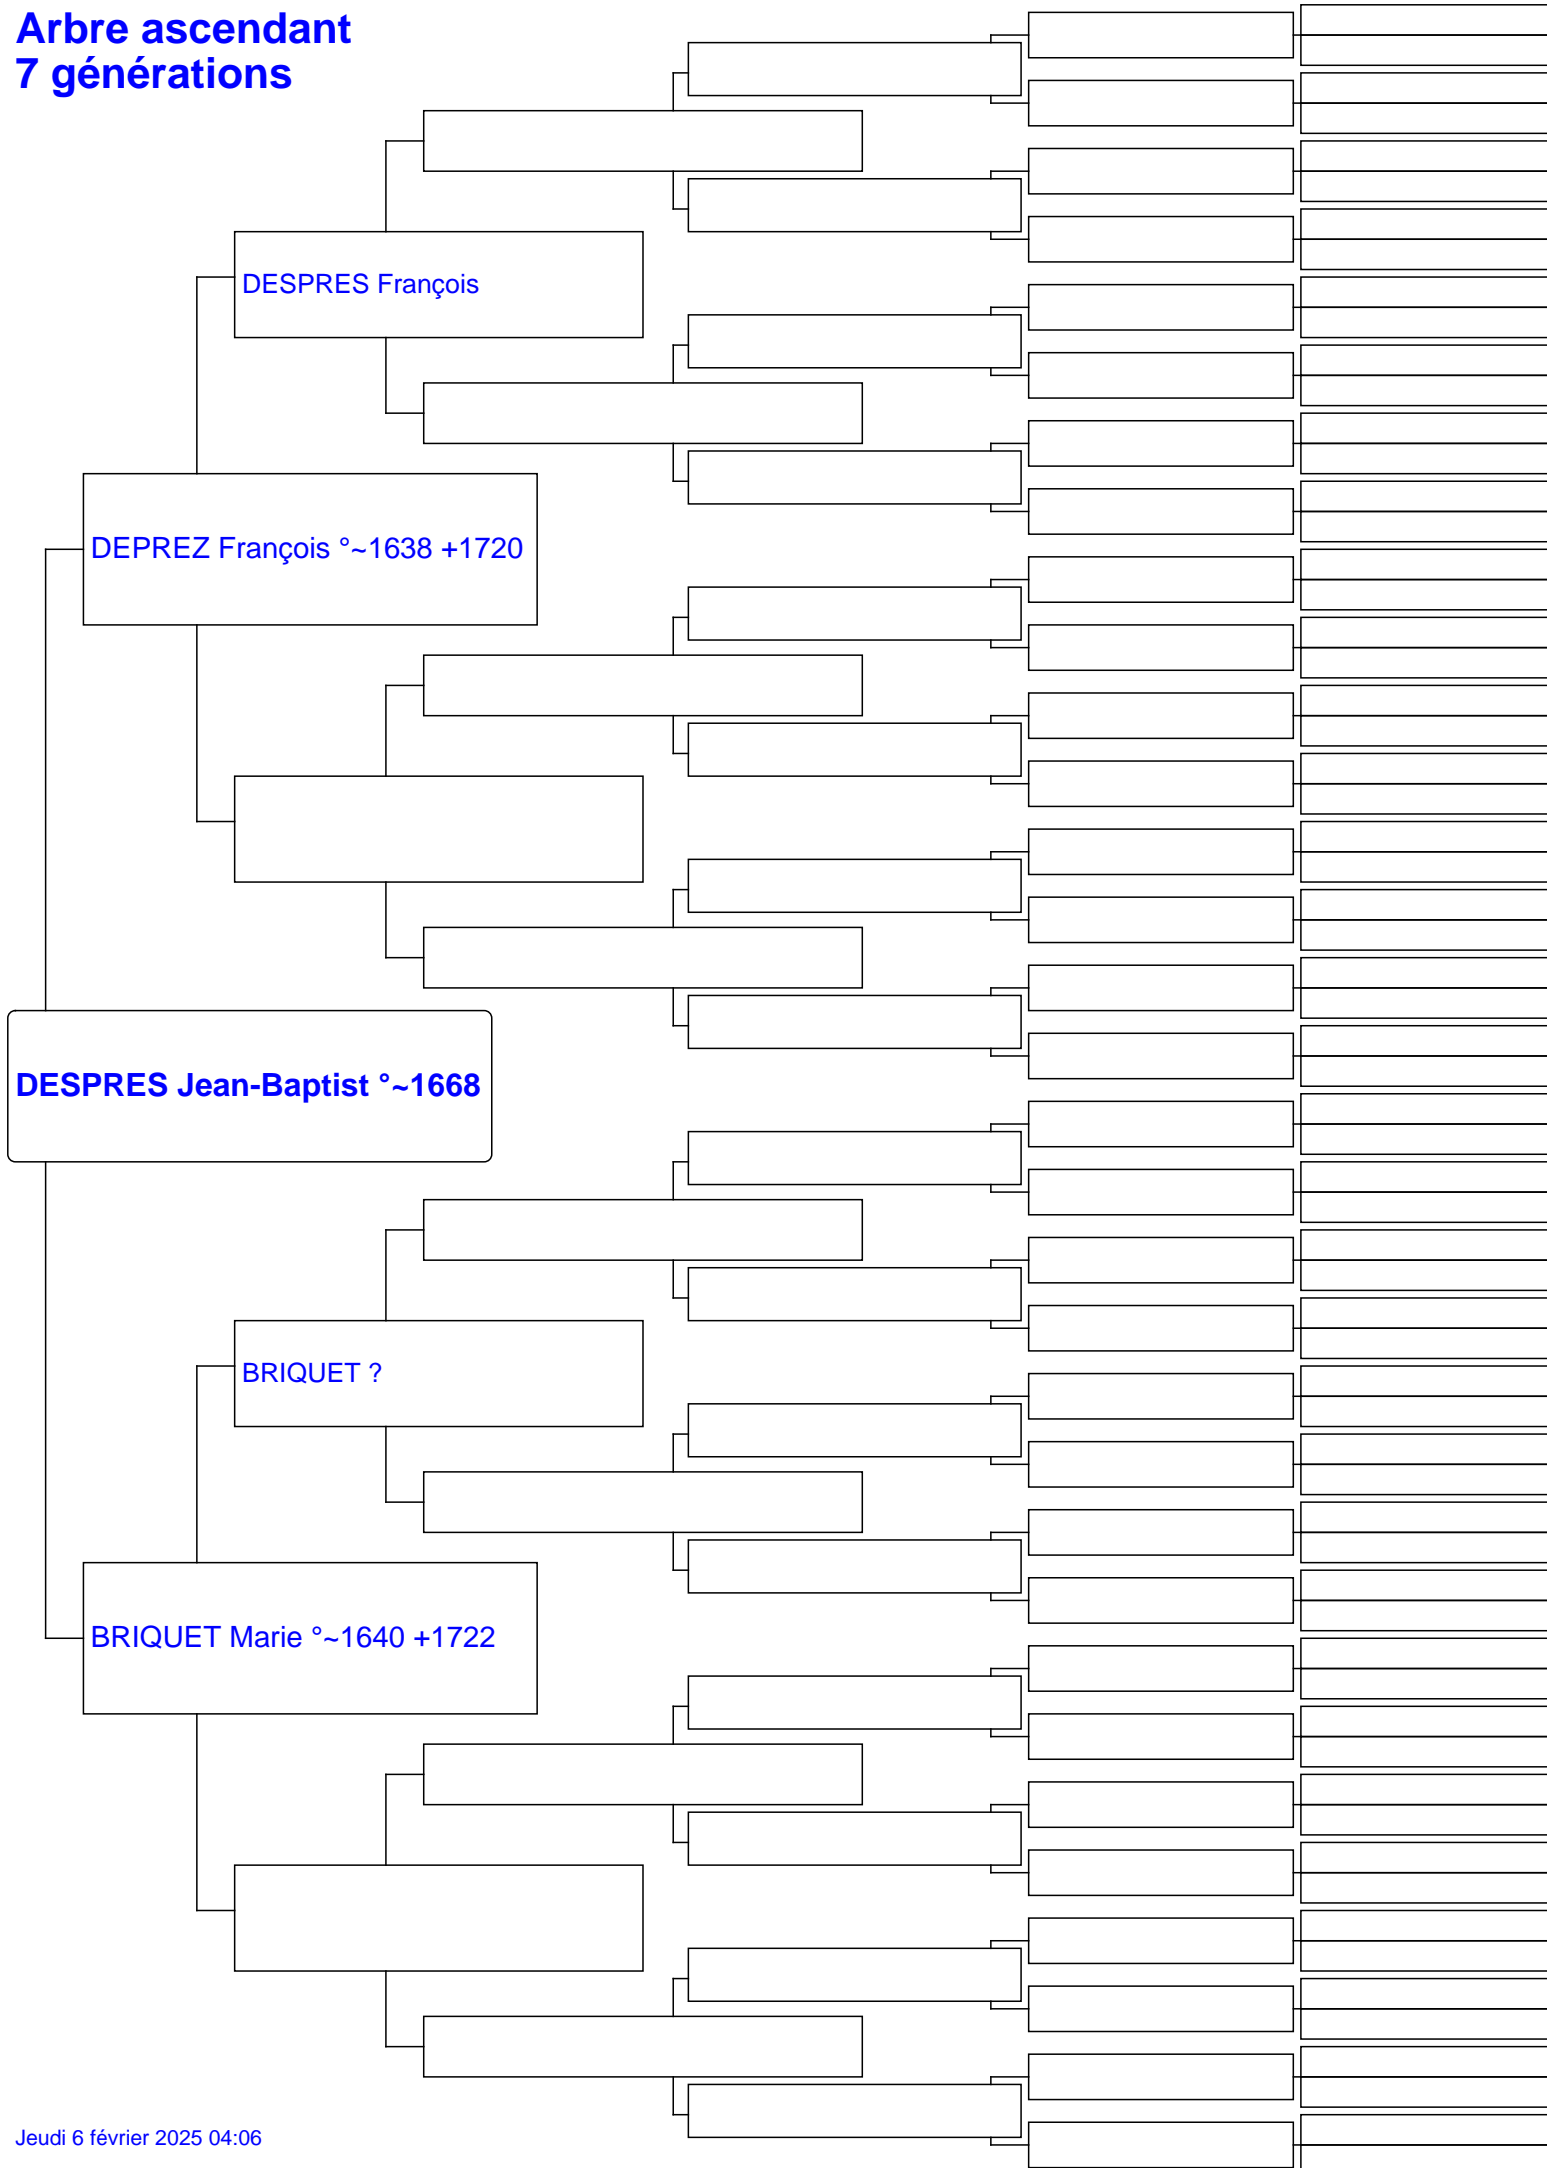 Arbre ascendant
7 générations
DESPRES François
DEPREZ François °~1638 +1720
DESPRES Jean-Baptist °~1668
BRIQUET ?
BRIQUET Marie °~1640 +1722
Jeudi 6 février 2025 04:06